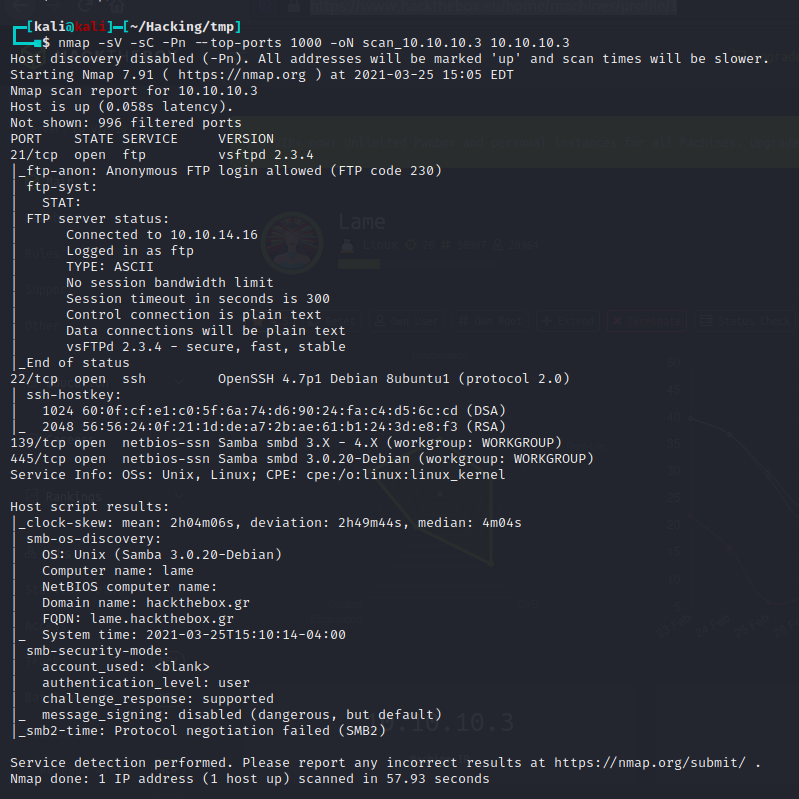 [kali@kali]-[~/Hacking/tmp]
$ nmap -sV -sC -Pn --top-ports 1000 -oN scan_10.10.10.3 10.10.10.3
Host discovery disabled (-Pn). All addresses will be marked 'up' and scan times will be slower.
Starting Nmap 7.91 ( https://nmap.org ) at 2021-03-25 15:05 EDT
Nmap scan report for 10.10.10.3
Host is up (0.058s latency).
Not shown: 996 filtered ports
PORT    STATE SERVICE     VERSION
21/tcp  open  ftp         vsftpd 2.3.4
|_ftp-anon: Anonymous FTP login allowed (FTP code 230)
| ftp-syst:
|   STAT:
| FTP server status:
|      Connected to 10.10.14.16
|      Logged in as ftp
|      TYPE: ASCII
|      No session bandwidth limit
|      Session timeout in seconds is 300
|      Control connection is plain text
|      Data connections will be plain text
|      vsFTPd 2.3.4 - secure, fast, stable
|_End of status
22/tcp  open  ssh         OpenSSH 4.7p1 Debian 8ubuntu1 (protocol 2.0)
| ssh-hostkey:
|   1024 60:0f:cf:e1:c0:5f:6a:74:d6:90:24:fa:c4:d5:6c:cd (DSA)
|_  2048 56:56:24:0f:21:1d:de:a7:2b:ae:61:b1:24:3d:e8:f3 (RSA)
139/tcp open  netbios-ssn Samba smbd 3.X - 4.X (workgroup: WORKGROUP)
445/tcp open  netbios-ssn Samba smbd 3.0.20-Debian (workgroup: WORKGROUP)
Service Info: OSs: Unix, Linux; CPE: cpe:/o:linux:linux_kernel
Host script results:
|_clock-skew: mean: 2h04m06s, deviation: 2h49m44s, median: 4m04s
| smb-os-discovery:
|   OS: Unix (Samba 3.0.20-Debian)
|   Computer name: lame
|   NetBIOS computer name:
|   Domain name: hackthebox.gr
|   FQDN: lame.hackthebox.gr
|_  System time: 2021-03-25T15:10:14-04:00
| smb-security-mode:
|   account_used: <blank>
|   authentication_level: user
|   challenge_response: supported
|_  message_signing: disabled (dangerous, but default)
|_smb2-time: Protocol negotiation failed (SMB2)
Service detection performed. Please report any incorrect results at https://nmap.org/submit/ .
Nmap done: 1 IP address (1 host up) scanned in 57.93 seconds
Lame
Linux
Rankings
10.10.10.3